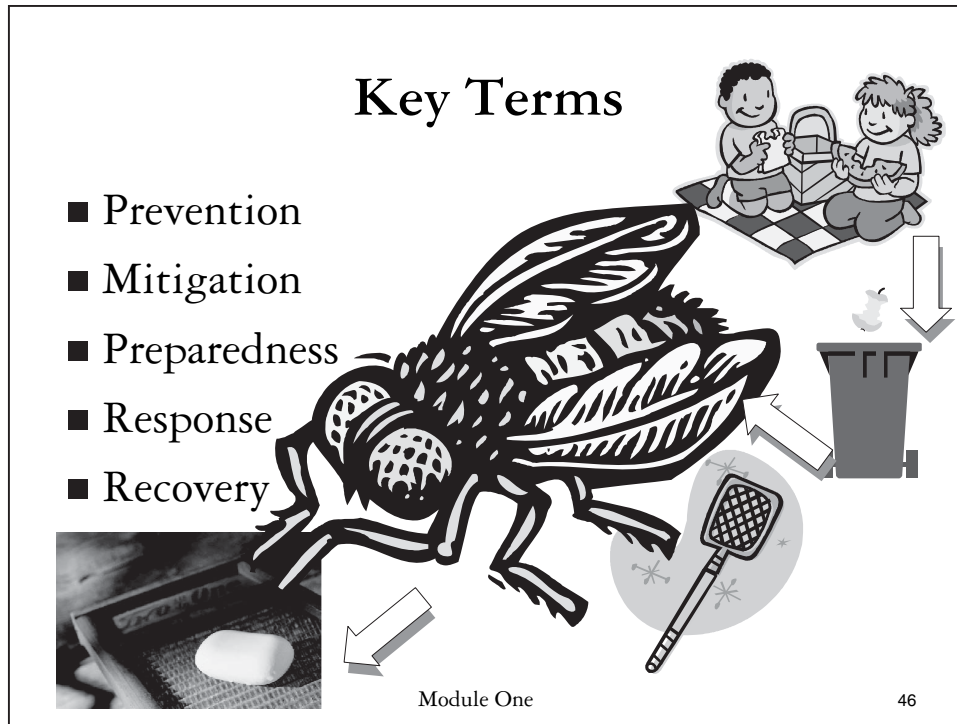 Key Terms
■ Prevention
■ Mitigation
■ Preparedness
■ Response
■ Recovery
Module One
46